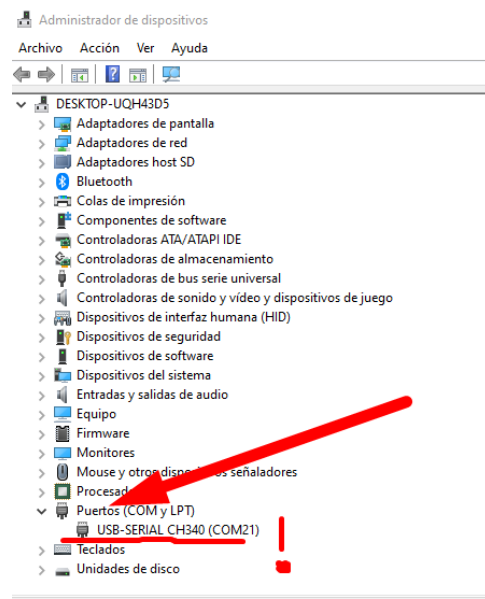 Administrador de dispositivos
Archivo Acción Ver Ayuda
DESKTOP-UQH43D5
Adaptadores de pantalla
Adaptadores de red
Adaptadores host SD
Bluetooth
Colas de impresión
Componentes de software
Controladoras ATA/ATAPI IDE
Controladoras de almacenamiento
Controladoras de bus serie universal
Controladoras de sonido y vídeo y dispositivos de juego
Dispositivos de interfaz humana (HID)
Dispositivos de seguridad
Dispositivos de software
Dispositivos del sistema
Entradas y salidas de audio
Equipo
Firmware
Monitores
Mouse y otros dispositivos señaladores
Procesad
Puertos (COM y LPT)
USB-SERIAL CH340 (COM21)
!
Teclados
Unidades de disco